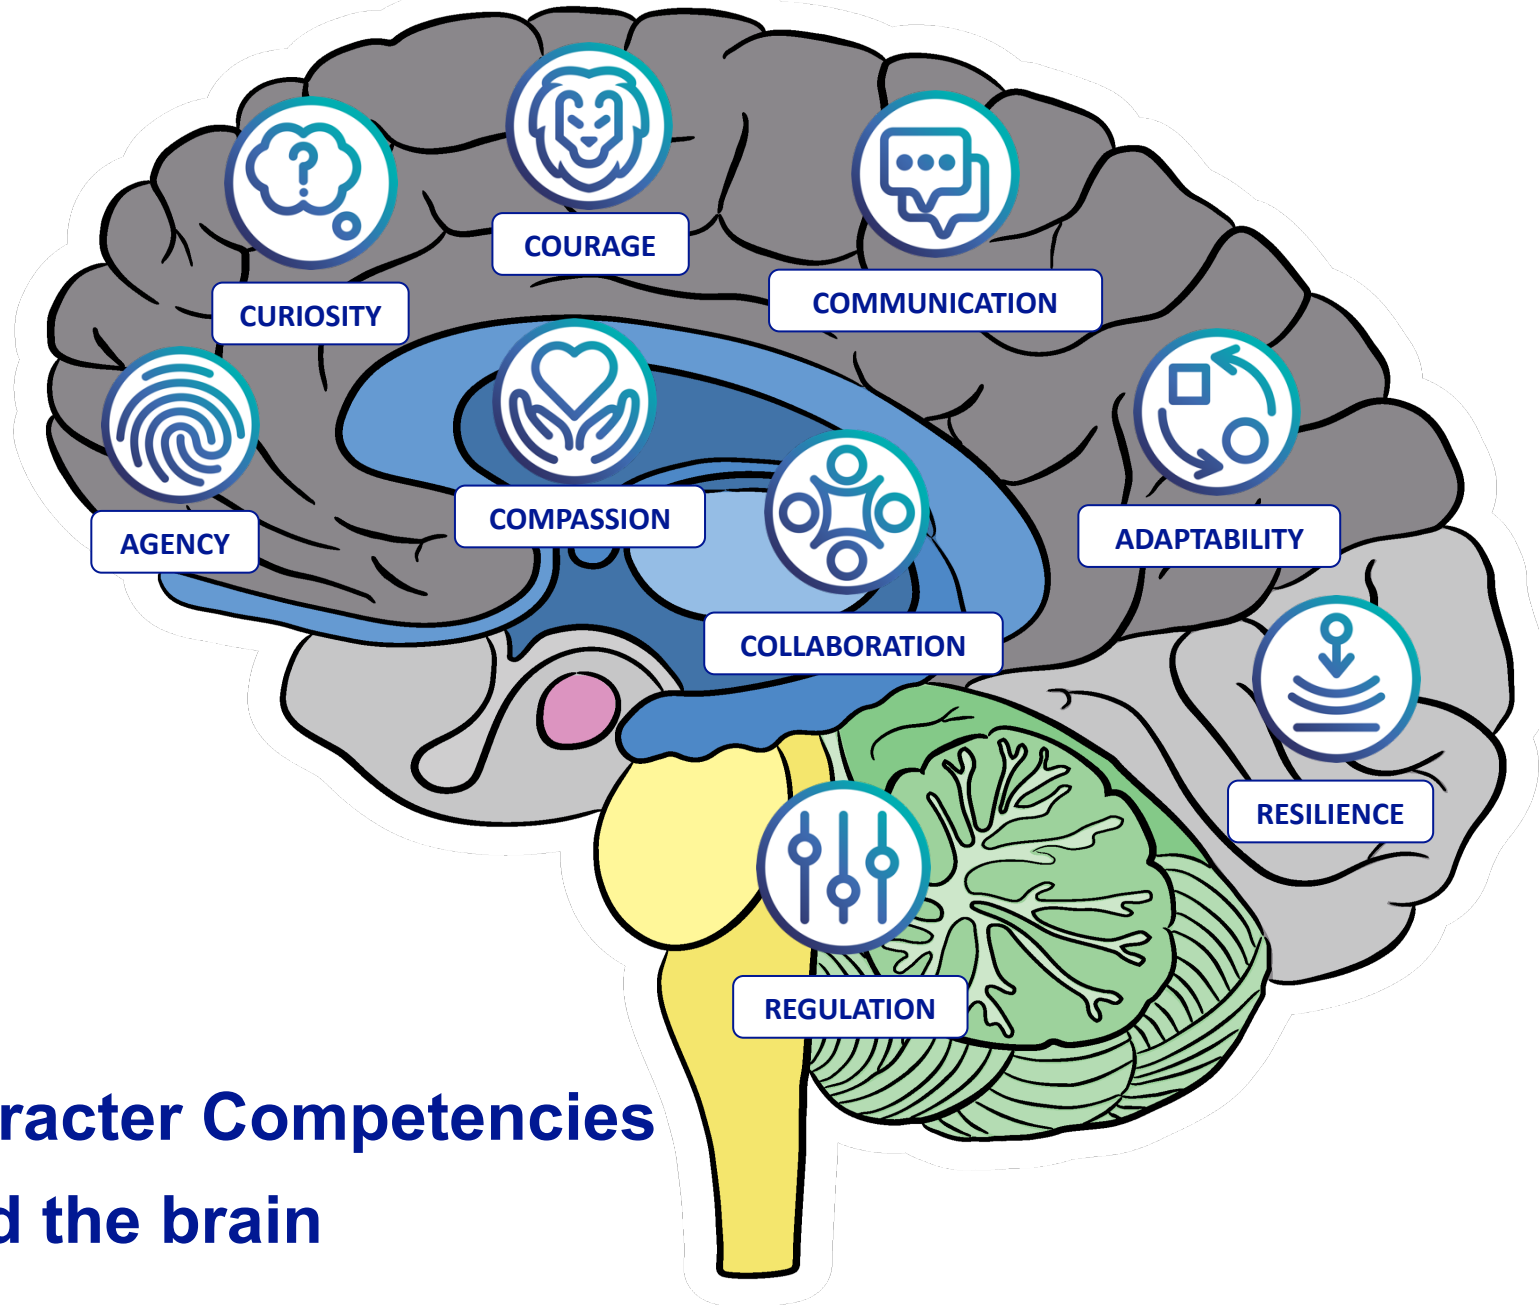 COURAGE
CURIOSITY
COMMUNICATION
COMPASSION
AGENCY
ADAPTABILITY
COLLABORATION
RESILIENCE
REGULATION
racter Competencies
d the brain